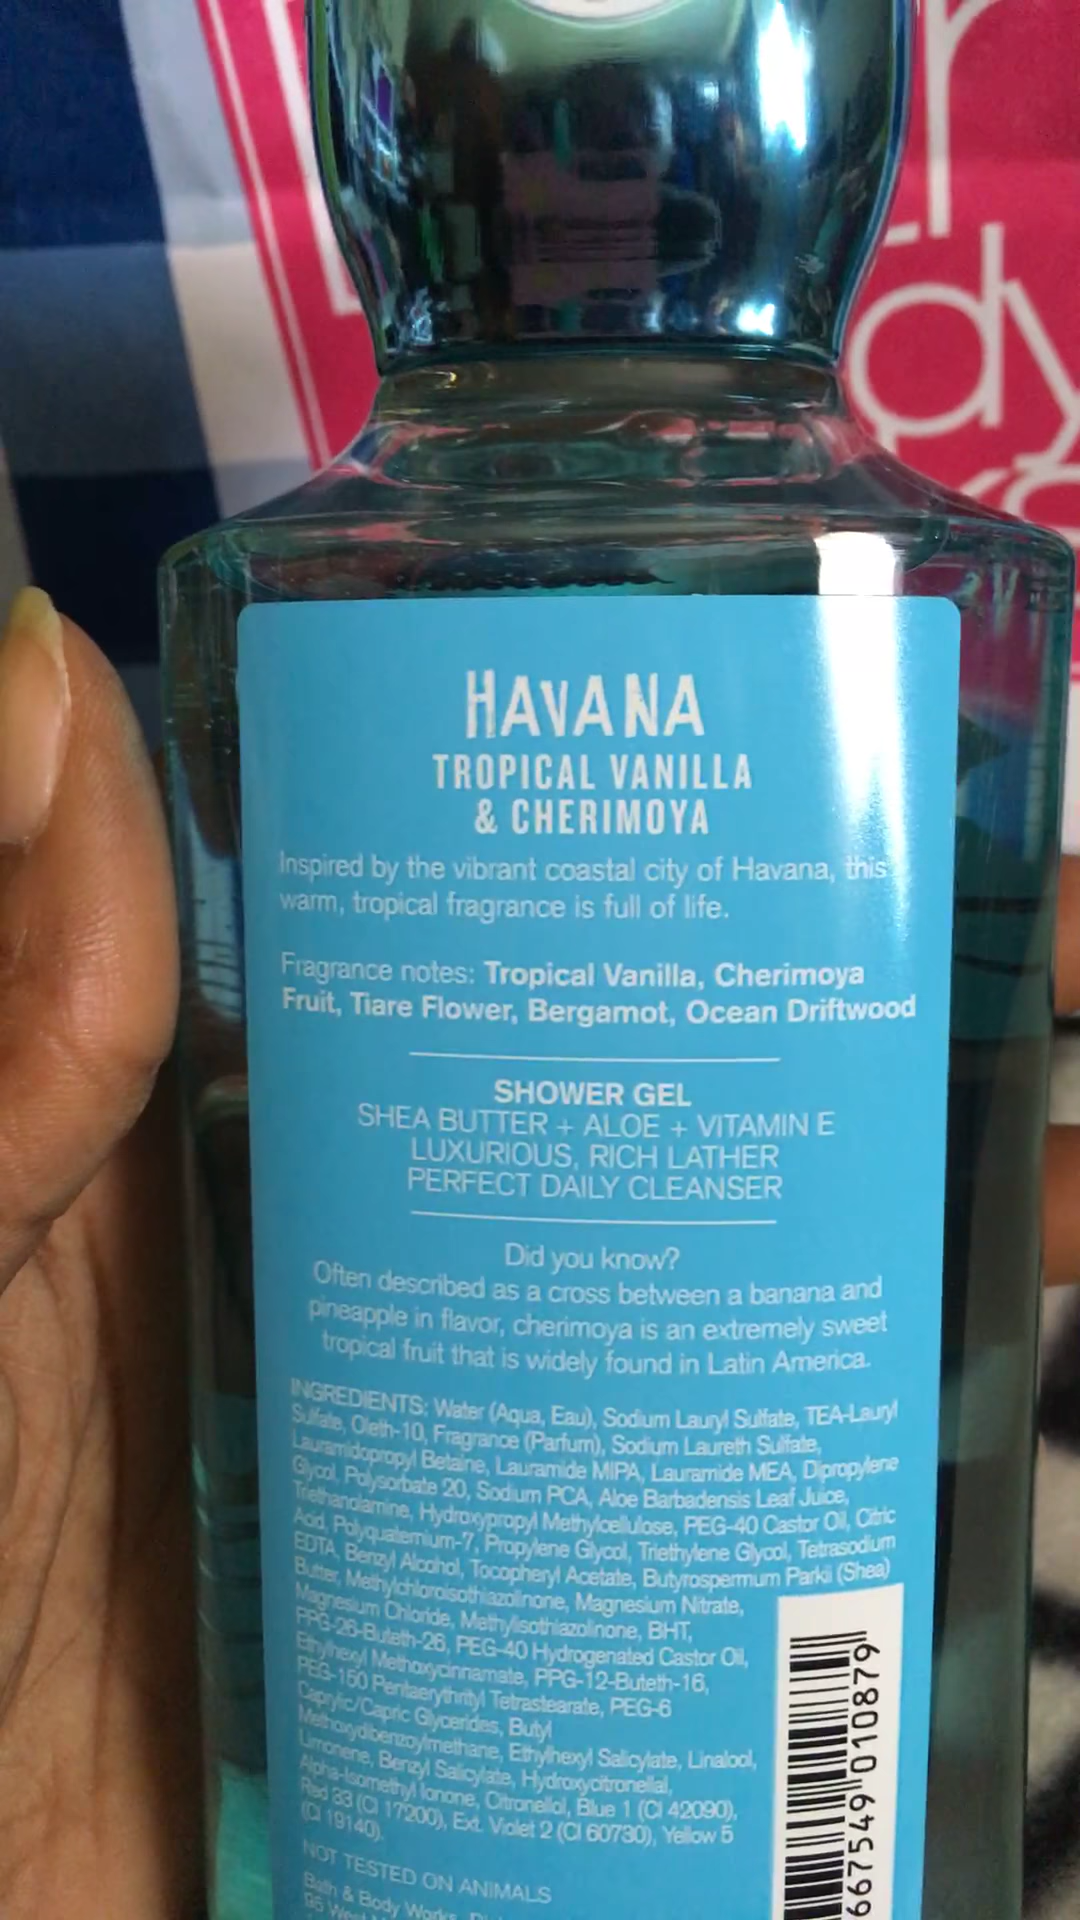 HAVANA
TROPICAL VANILLA
& CHERIMOYA
Inspired by the vibrant coastal city of Havana, this
warm, tropical fragrance is full of life.
Fragrance notes: Tropical Vanilla, Cherimoya
Fruit, Tiare Flower, Bergamot, Ocean Driftwood
SHOWER GEL
SHEA BUTTER + ALOE + VITAMIN E
LUXURIOUS, RICH LATHER
PERFECT DAILY CLEANSER
Did you know?
Often described as a cross between a banana and
pineapple in flavor, cherimoya is an extremely sweet
tropical fruit that is widely found in Latin America.
INGREDIENTS: Water (Aqua, Eau), Sodium Lauryl Sulfate, TEA-Lauryl
Sulfate, Oleth-10, Fragrance (Parfum), Sodium Laureth Sulfate,
Lauramidopropyl Betaine, Lauramide MIPA, Lauramide MEA, Dipropylene
Glycol, Polysorbate 20, Sodium PCA, Aloe Barbadensis Leaf Juice,
Triethanolamine, Hydroxypropyl Methylcellulose, PEG-40 Castor Oil, Citric
Acid, Polyquaternium-7, Propylene Glycol, Triethylene Glycol, Tetrasodium
EDTA, Benzyl Alcohol, Tocopheryl Acetate, Butyrospermum Parkii (Shea)
Butter, Methylchloroisothiazolinone, Magnesium Nitrate,
Magnesium Chloride, Methylisothiazolinone, BHT,
PPG-26-Buteth-26, PEG-40 Hydrogenated Castor Oil,
Ethylhexyl Methoxycinnamate, PPG-12-Buteth-16,
PEG-150 Pentaerythrityl Tetrastearate, PEG-6
Caprylic/Capric Glycerides, Butyl
Methoxydibenzoylmethane, Ethylhexyl Salicylate, Linalool,
Limonene, Benzyl Salicylate, Hydroxycitronellal,
Alpha-Isomethyl Ionone, Citronellol, Blue 1 (CI 42090),
Red 33 (CI 17200), Ext. Violet 2 (CI 60730), Yellow 5
(CI 19140).
NOT TESTED ON ANIMALS
Bath & Body Works,
95 West
667549 010879
dy